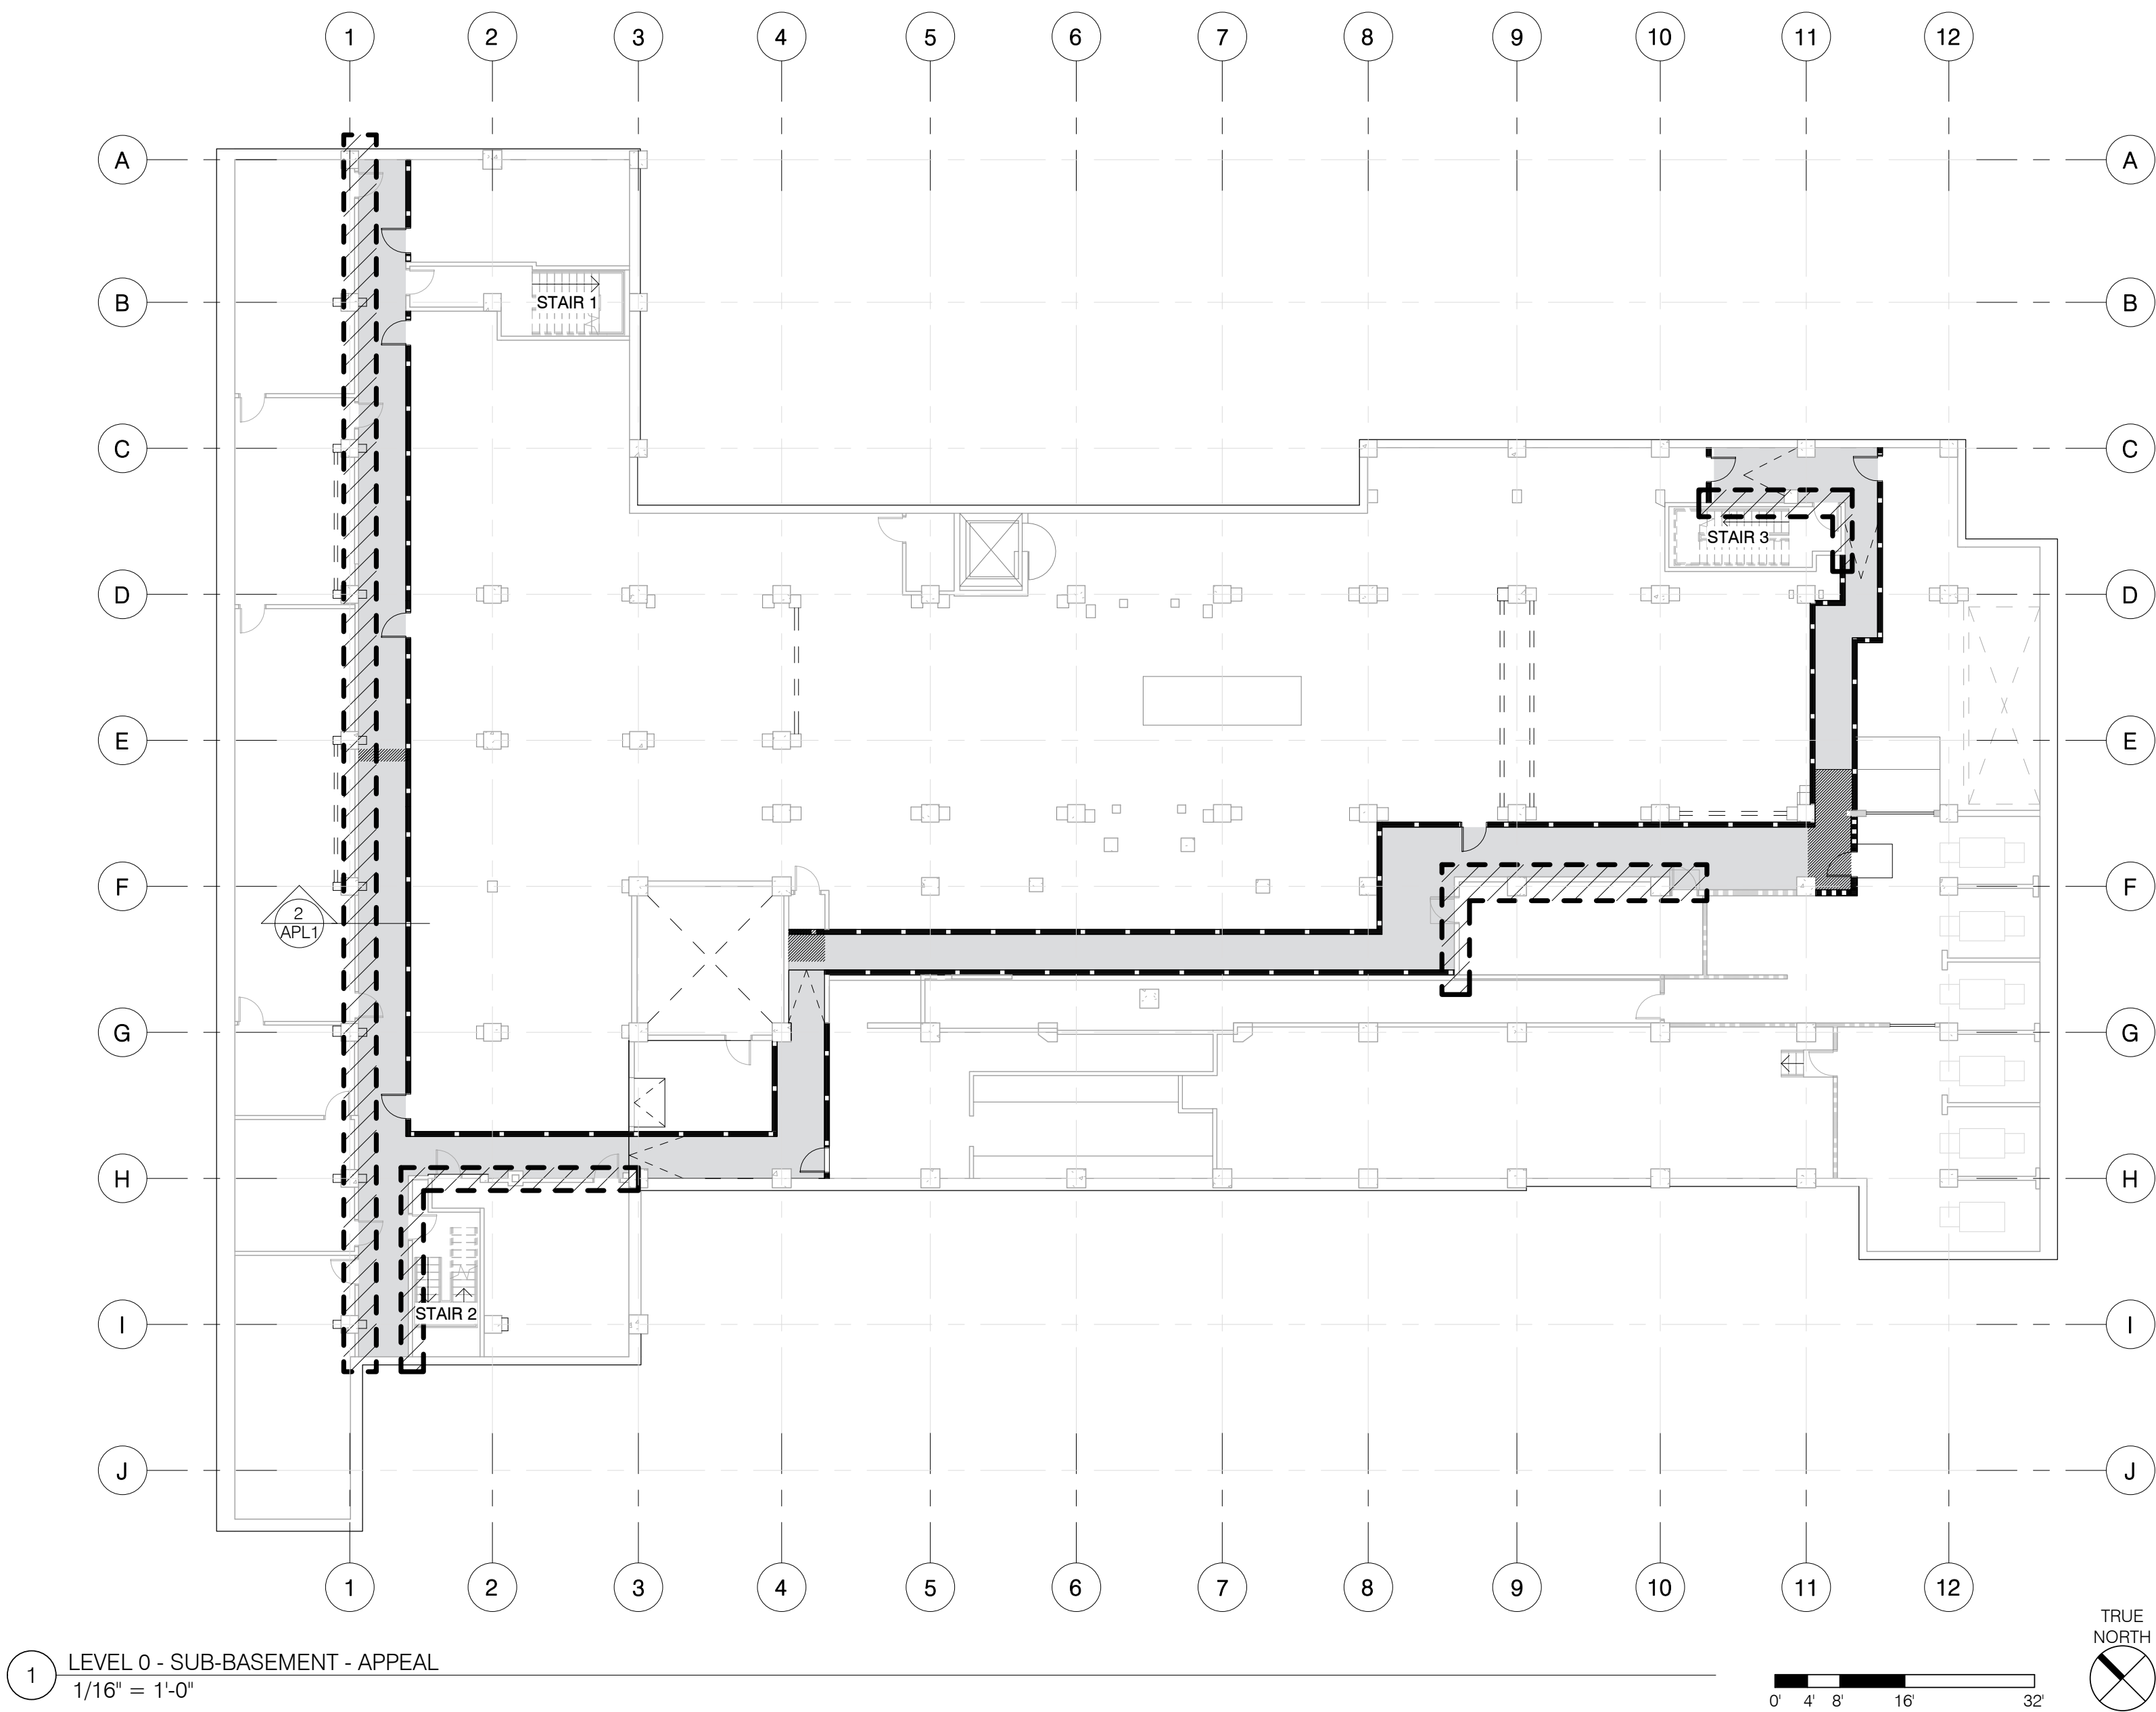 1 2 3 4 5 6 7 8 9 10 11 12
A A
B B
STAIR 1
C C
STAIR 3
D D
E E
F F
2
APL1
G G
H H
STAIR 2
I I
J J
1 2 3 4 5 6 7 8 9 10 11 12
TRUE
NORTH
1 LEVEL 0 - SUB-BASEMENT - APPEAL
1/16" = 1'-0"
0' 4' 8' 16' 32'